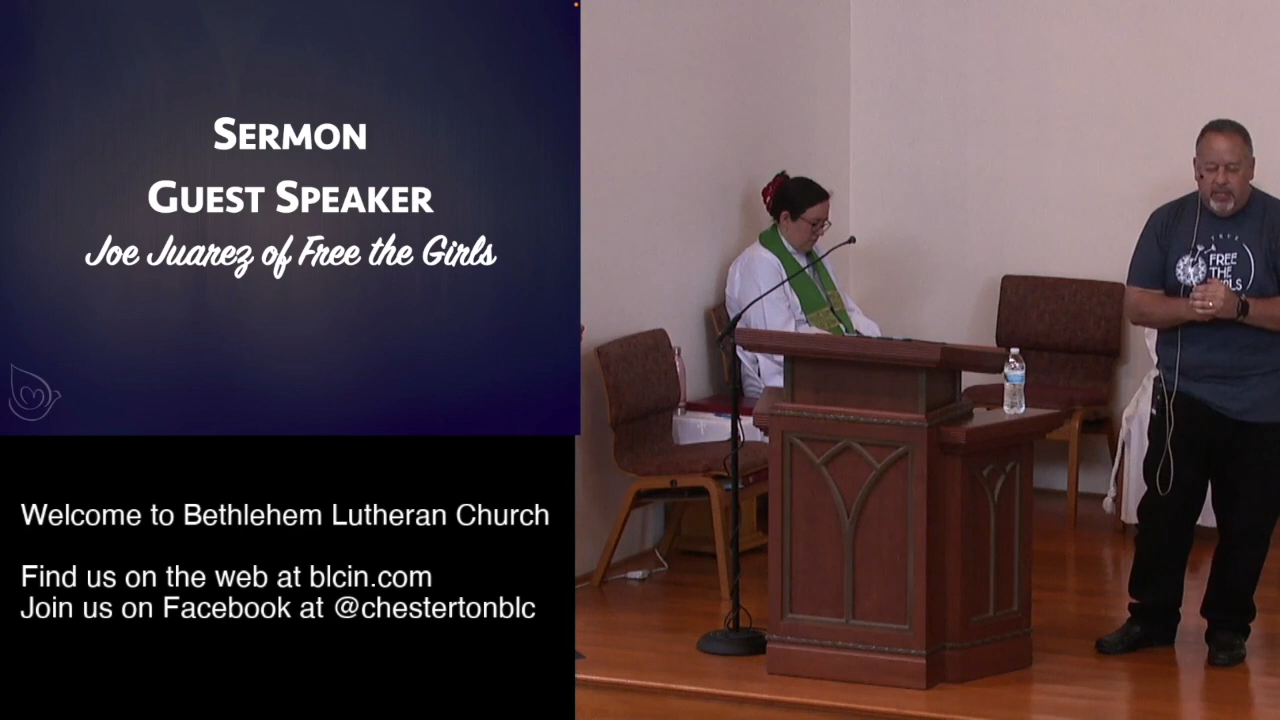 Sermon
Guest Speaker
Joe Juarez of Free the Girls
Welcome to Bethlehem Lutheran Church
Find us on the web at blcin.com
Join us on Facebook at @chestertonblc
FREE
THE